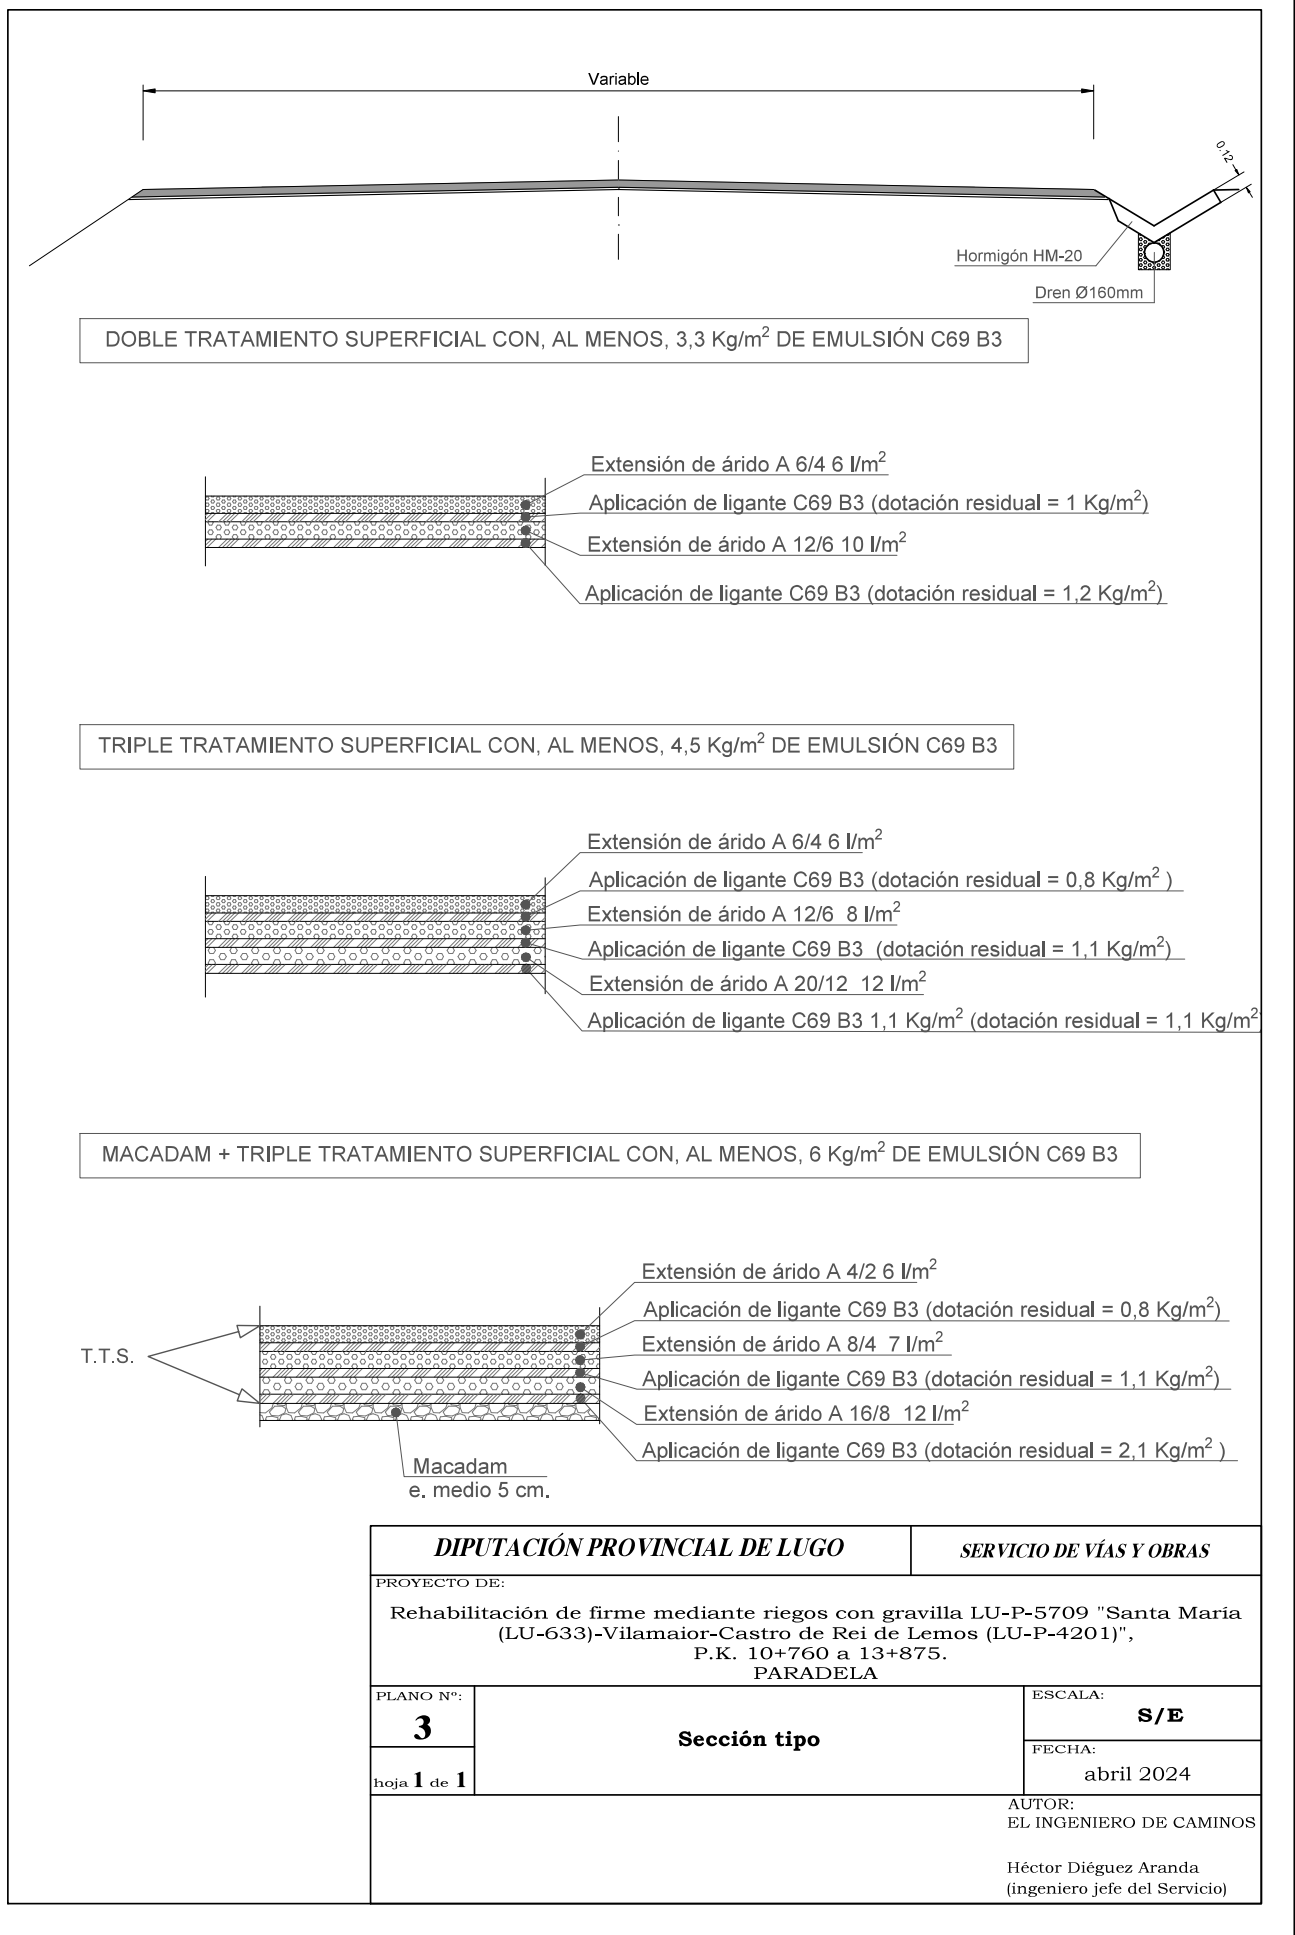 Variable
0.12
Hormigón HM-20
Dren Ø160mm
DOBLE TRATAMIENTO SUPERFICIAL CON, AL MENOS, 3,3 Kg/m² DE EMULSIÓN C69 B3
Extensión de árido A 6/4 6 l/m²
Aplicación de ligante C69 B3 (dotación residual = 1 Kg/m²)
Extensión de árido A 12/6 10 l/m²
Aplicación de ligante C69 B3 (dotación residual = 1,2 Kg/m²)
TRIPLE TRATAMIENTO SUPERFICIAL CON, AL MENOS, 4,5 Kg/m² DE EMULSIÓN C69 B3
Extensión de árido A 6/4 6 l/m²
Aplicación de ligante C69 B3 (dotación residual = 0,8 Kg/m² )
Extensión de árido A 12/6 8 l/m²
Aplicación de ligante C69 B3 (dotación residual = 1,1 Kg/m²)
Extensión de árido A 20/12 12 l/m²
Aplicación de ligante C69 B3 1,1 Kg/m² (dotación residual = 1,1 Kg/m²)
MACADAM + TRIPLE TRATAMIENTO SUPERFICIAL CON, AL MENOS, 6 Kg/m² DE EMULSIÓN C69 B3
Extensión de árido A 4/2 6 l/m²
Aplicación de ligante C69 B3 (dotación residual = 0,8 Kg/m²)
Extensión de árido A 8/4 7 l/m²
T.T.S.
Aplicación de ligante C69 B3 (dotación residual = 1,1 Kg/m²)
Extensión de árido A 16/8 12 l/m²
Aplicación de ligante C69 B3 (dotación residual = 2,1 Kg/m² )
Macadam
e. medio 5 cm.
DIPUTACIÓN PROVINCIAL DE LUGO
SERVICIO DE VÍAS Y OBRAS
PROYECTO DE:
Rehabilitación de firme mediante riegos con gravilla LU-P-5709 "Santa María
(LU-633)-Vilamaior-Castro de Rei de Lemos (LU-P-4201)",
P.K. 10+760 a 13+875.
PARADELA
PLANO Nº:
3
hoja 1 de 1
Sección tipo
ESCALA:
S/E
FECHA:
abril 2024
AUTOR:
EL INGENIERO DE CAMINOS
Héctor Diéguez Aranda
(ingeniero jefe del Servicio)